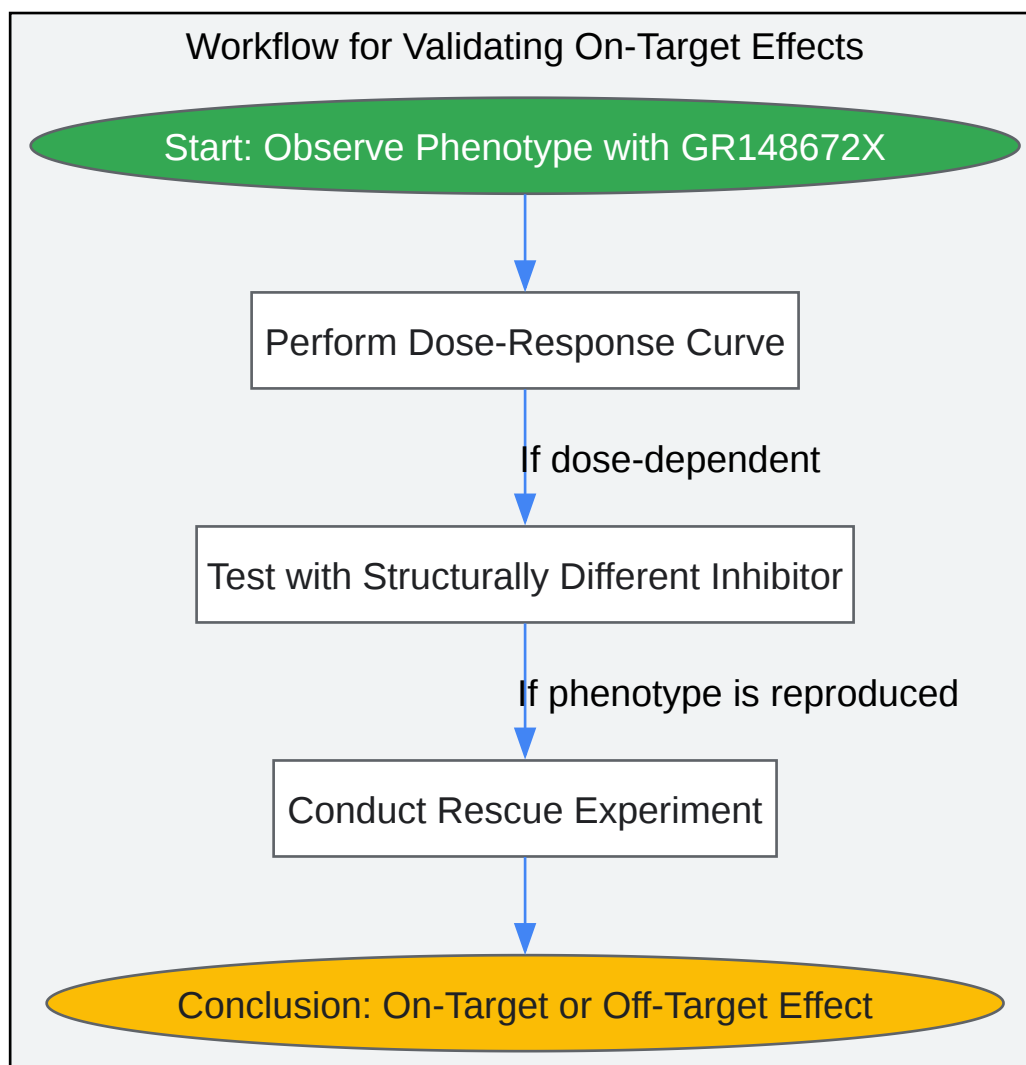 Workflow for Validating On-Target Effects
Start: Observe Phenotype with GR148672X
Perform Dose-Response Curve
If dose-dependent
Test with Structurally Different Inhibitor
If phenotype is reproduced
Conduct Rescue Experiment
Conclusion: On-Target or Off-Target Effect